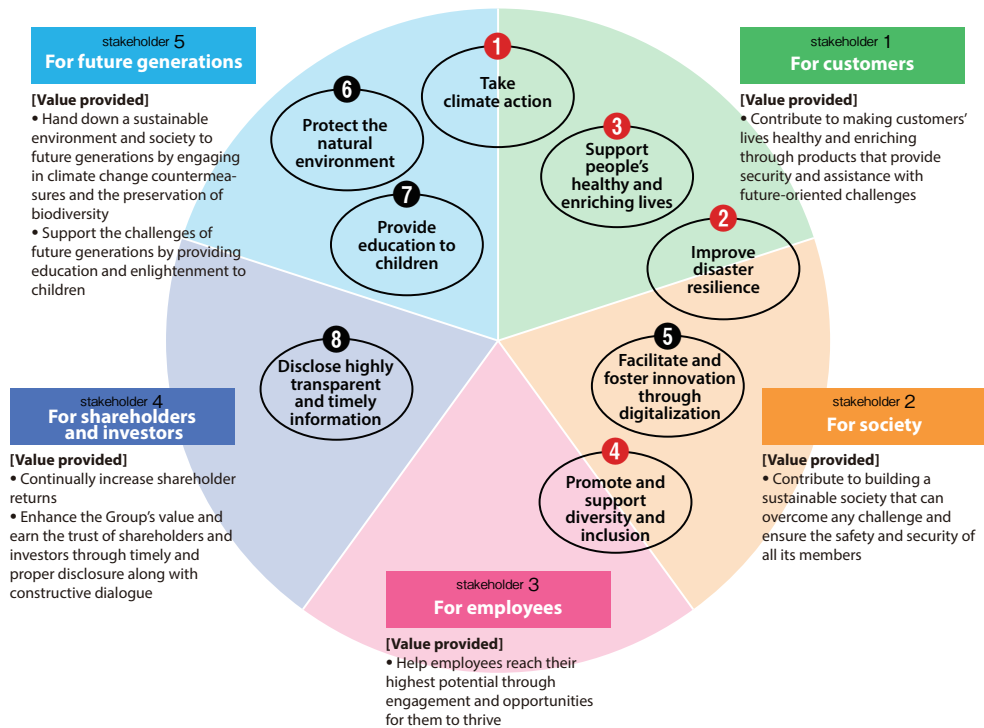 stakeholder 5
For future generations
[Value provided]
• Hand down a sustainable
environment and society to
future generations by engaging
in climate change countermea-
sures and the preservation of
biodiversity
• Support the challenges of
future generations by providing
education and enlightenment to
children
1
Take
climate action
6
Protect the
natural
environment
7
Provide
education to
children
3
Support
people's
healthy and
enriching lives
2
Improve
disaster
resilience
stakeholder 1
For customers
[Value provided]
• Contribute to making customers'
lives healthy and enriching
through products that provide
security and assistance with
future-oriented challenges
8
Disclose highly
transparent
and timely
information
5
Facilitate and
foster innovation
through
digitalization
4
Promote and
support
diversity and
inclusion
stakeholder 4
For shareholders
and investors
[Value provided]
• Continually increase shareholder
returns
• Enhance the Group's value and
earn the trust of shareholders and
investors through timely and
proper disclosure along with
constructive dialogue
stakeholder 2
For society
[Value provided]
• Contribute to building a
sustainable society that can
overcome any challenge and
ensure the safety and security of
all its members
stakeholder 3
For employees
[Value provided]
• Help employees reach their
highest potential through
engagement and opportunities
for them to thrive